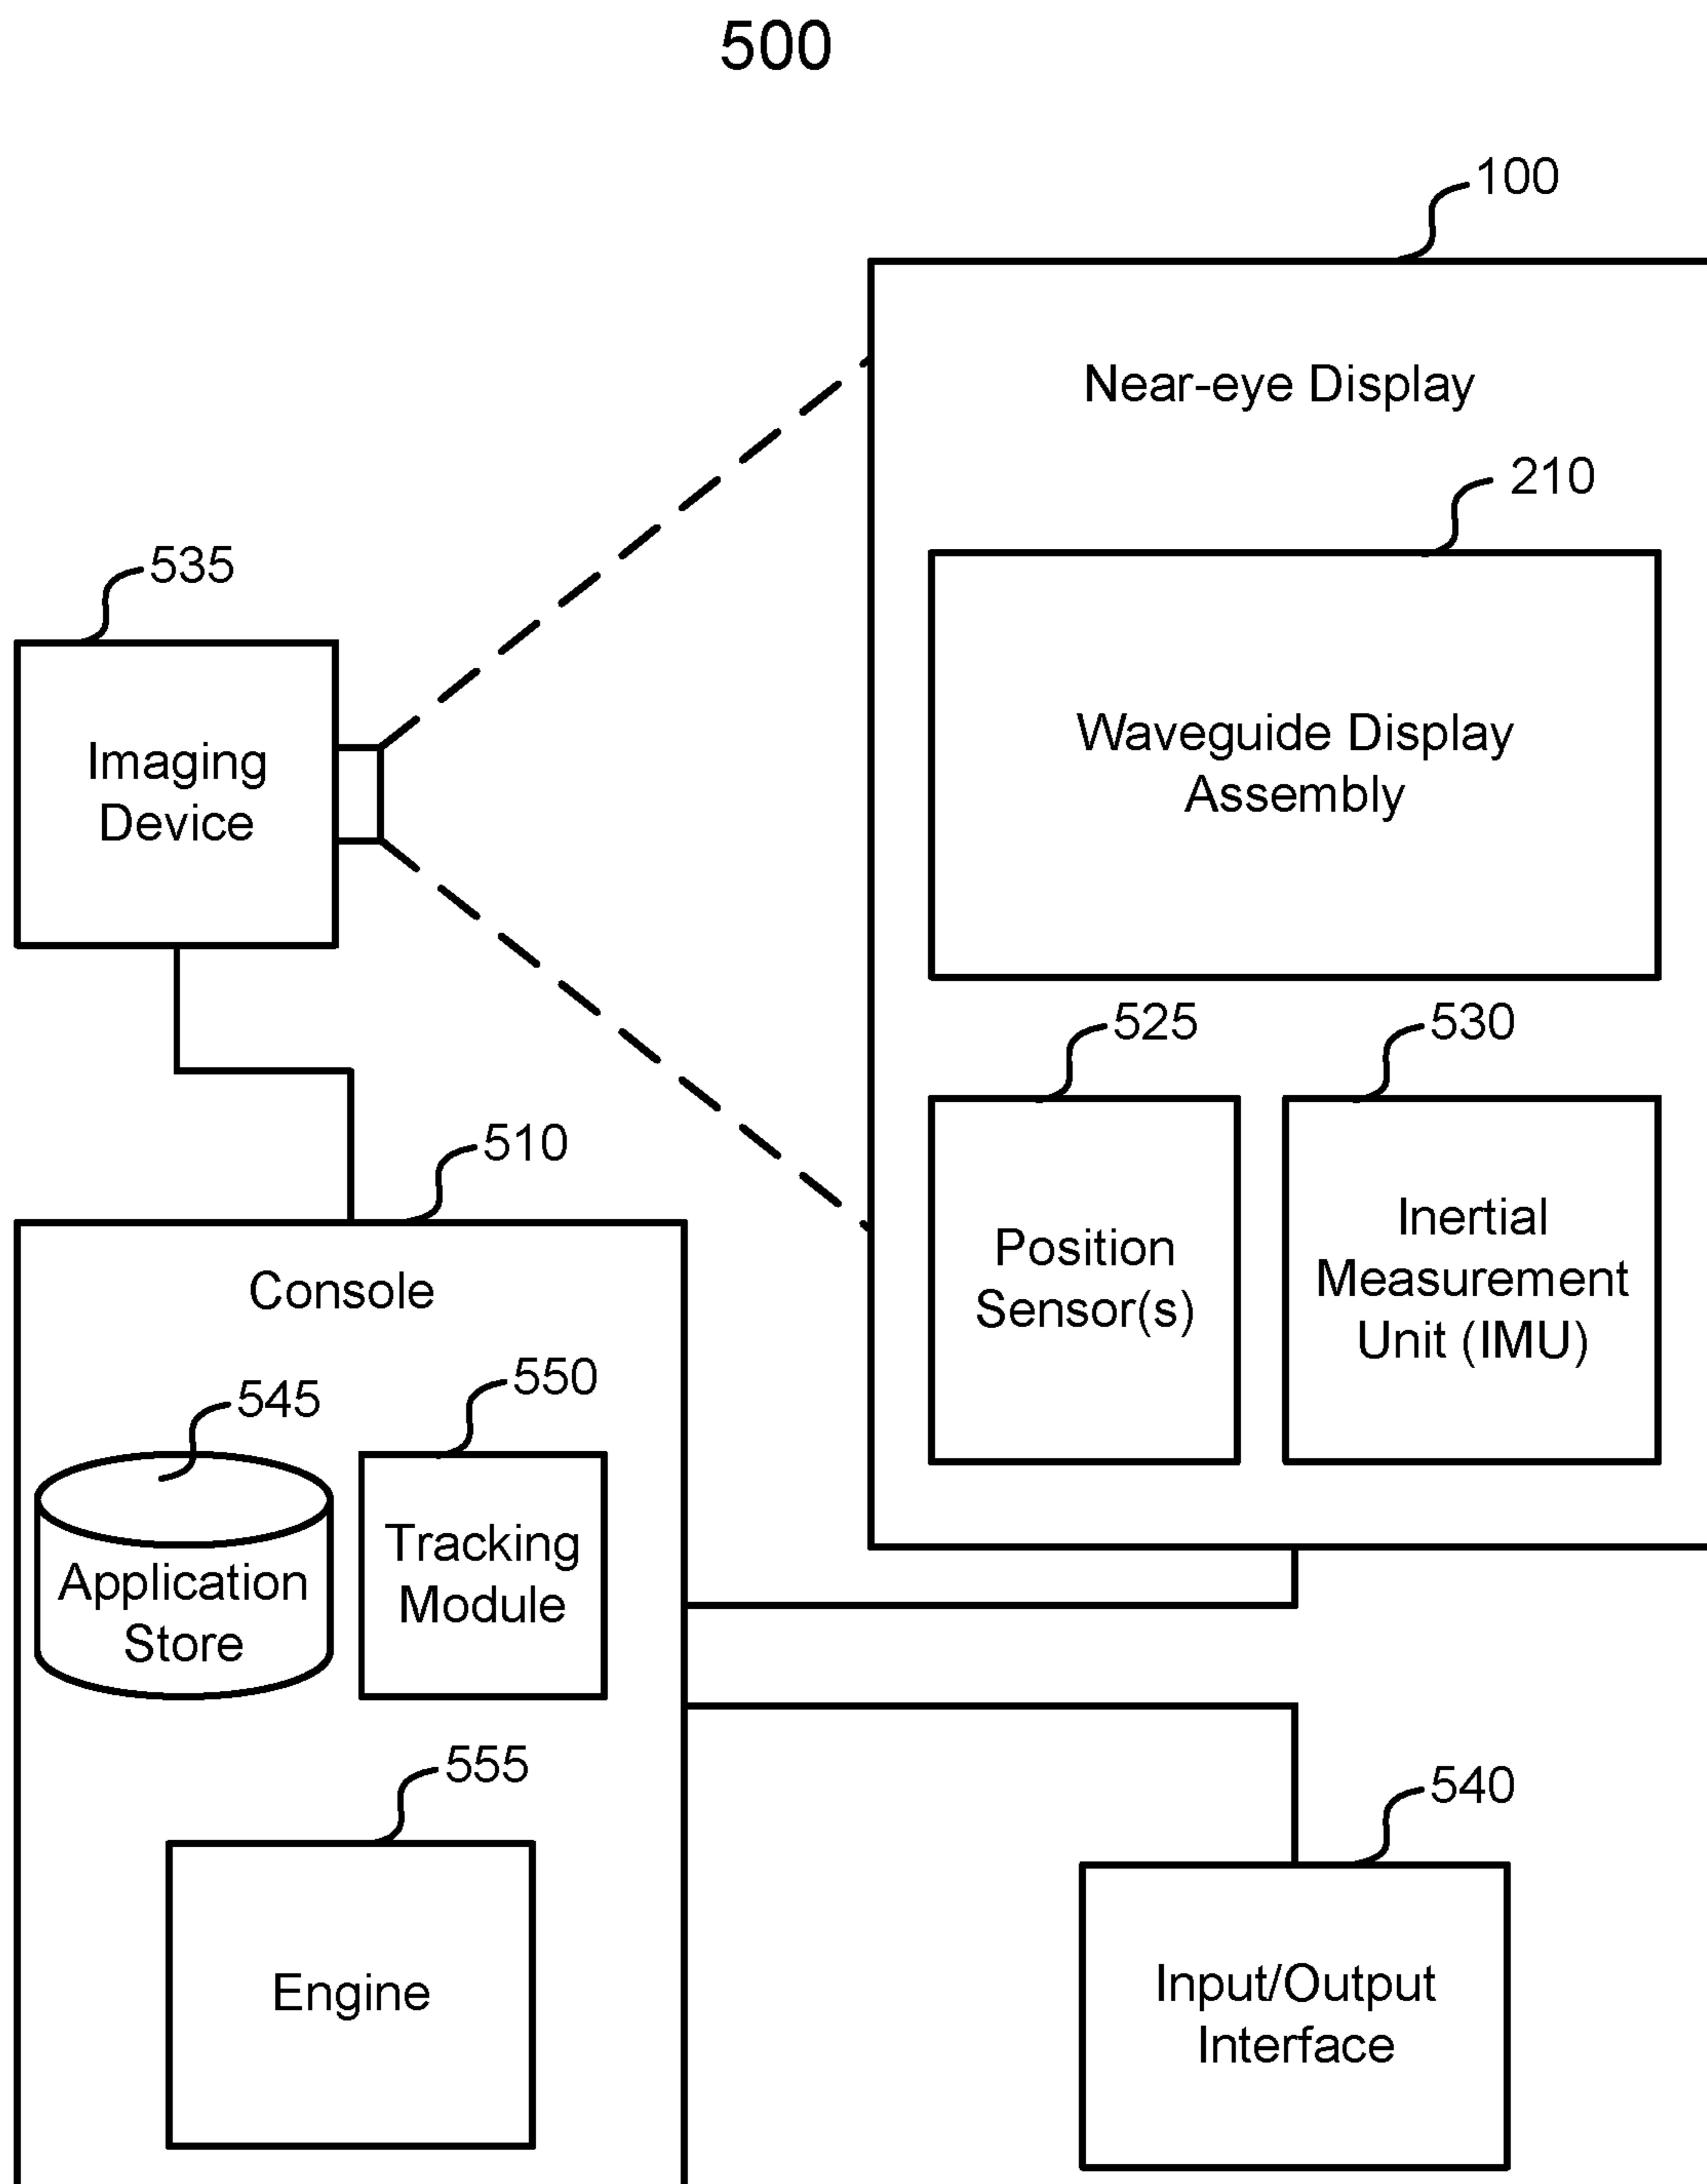 500
100
Near-eye Display
210
Waveguide Display
Assembly
535
Imaging
Device
525
Position
Sensor(s)
530
Inertial
Measurement
Unit (IMU)
510
Console
545
Application
Store
550
Tracking
Module
555
Engine
540
Input/Output
Interface